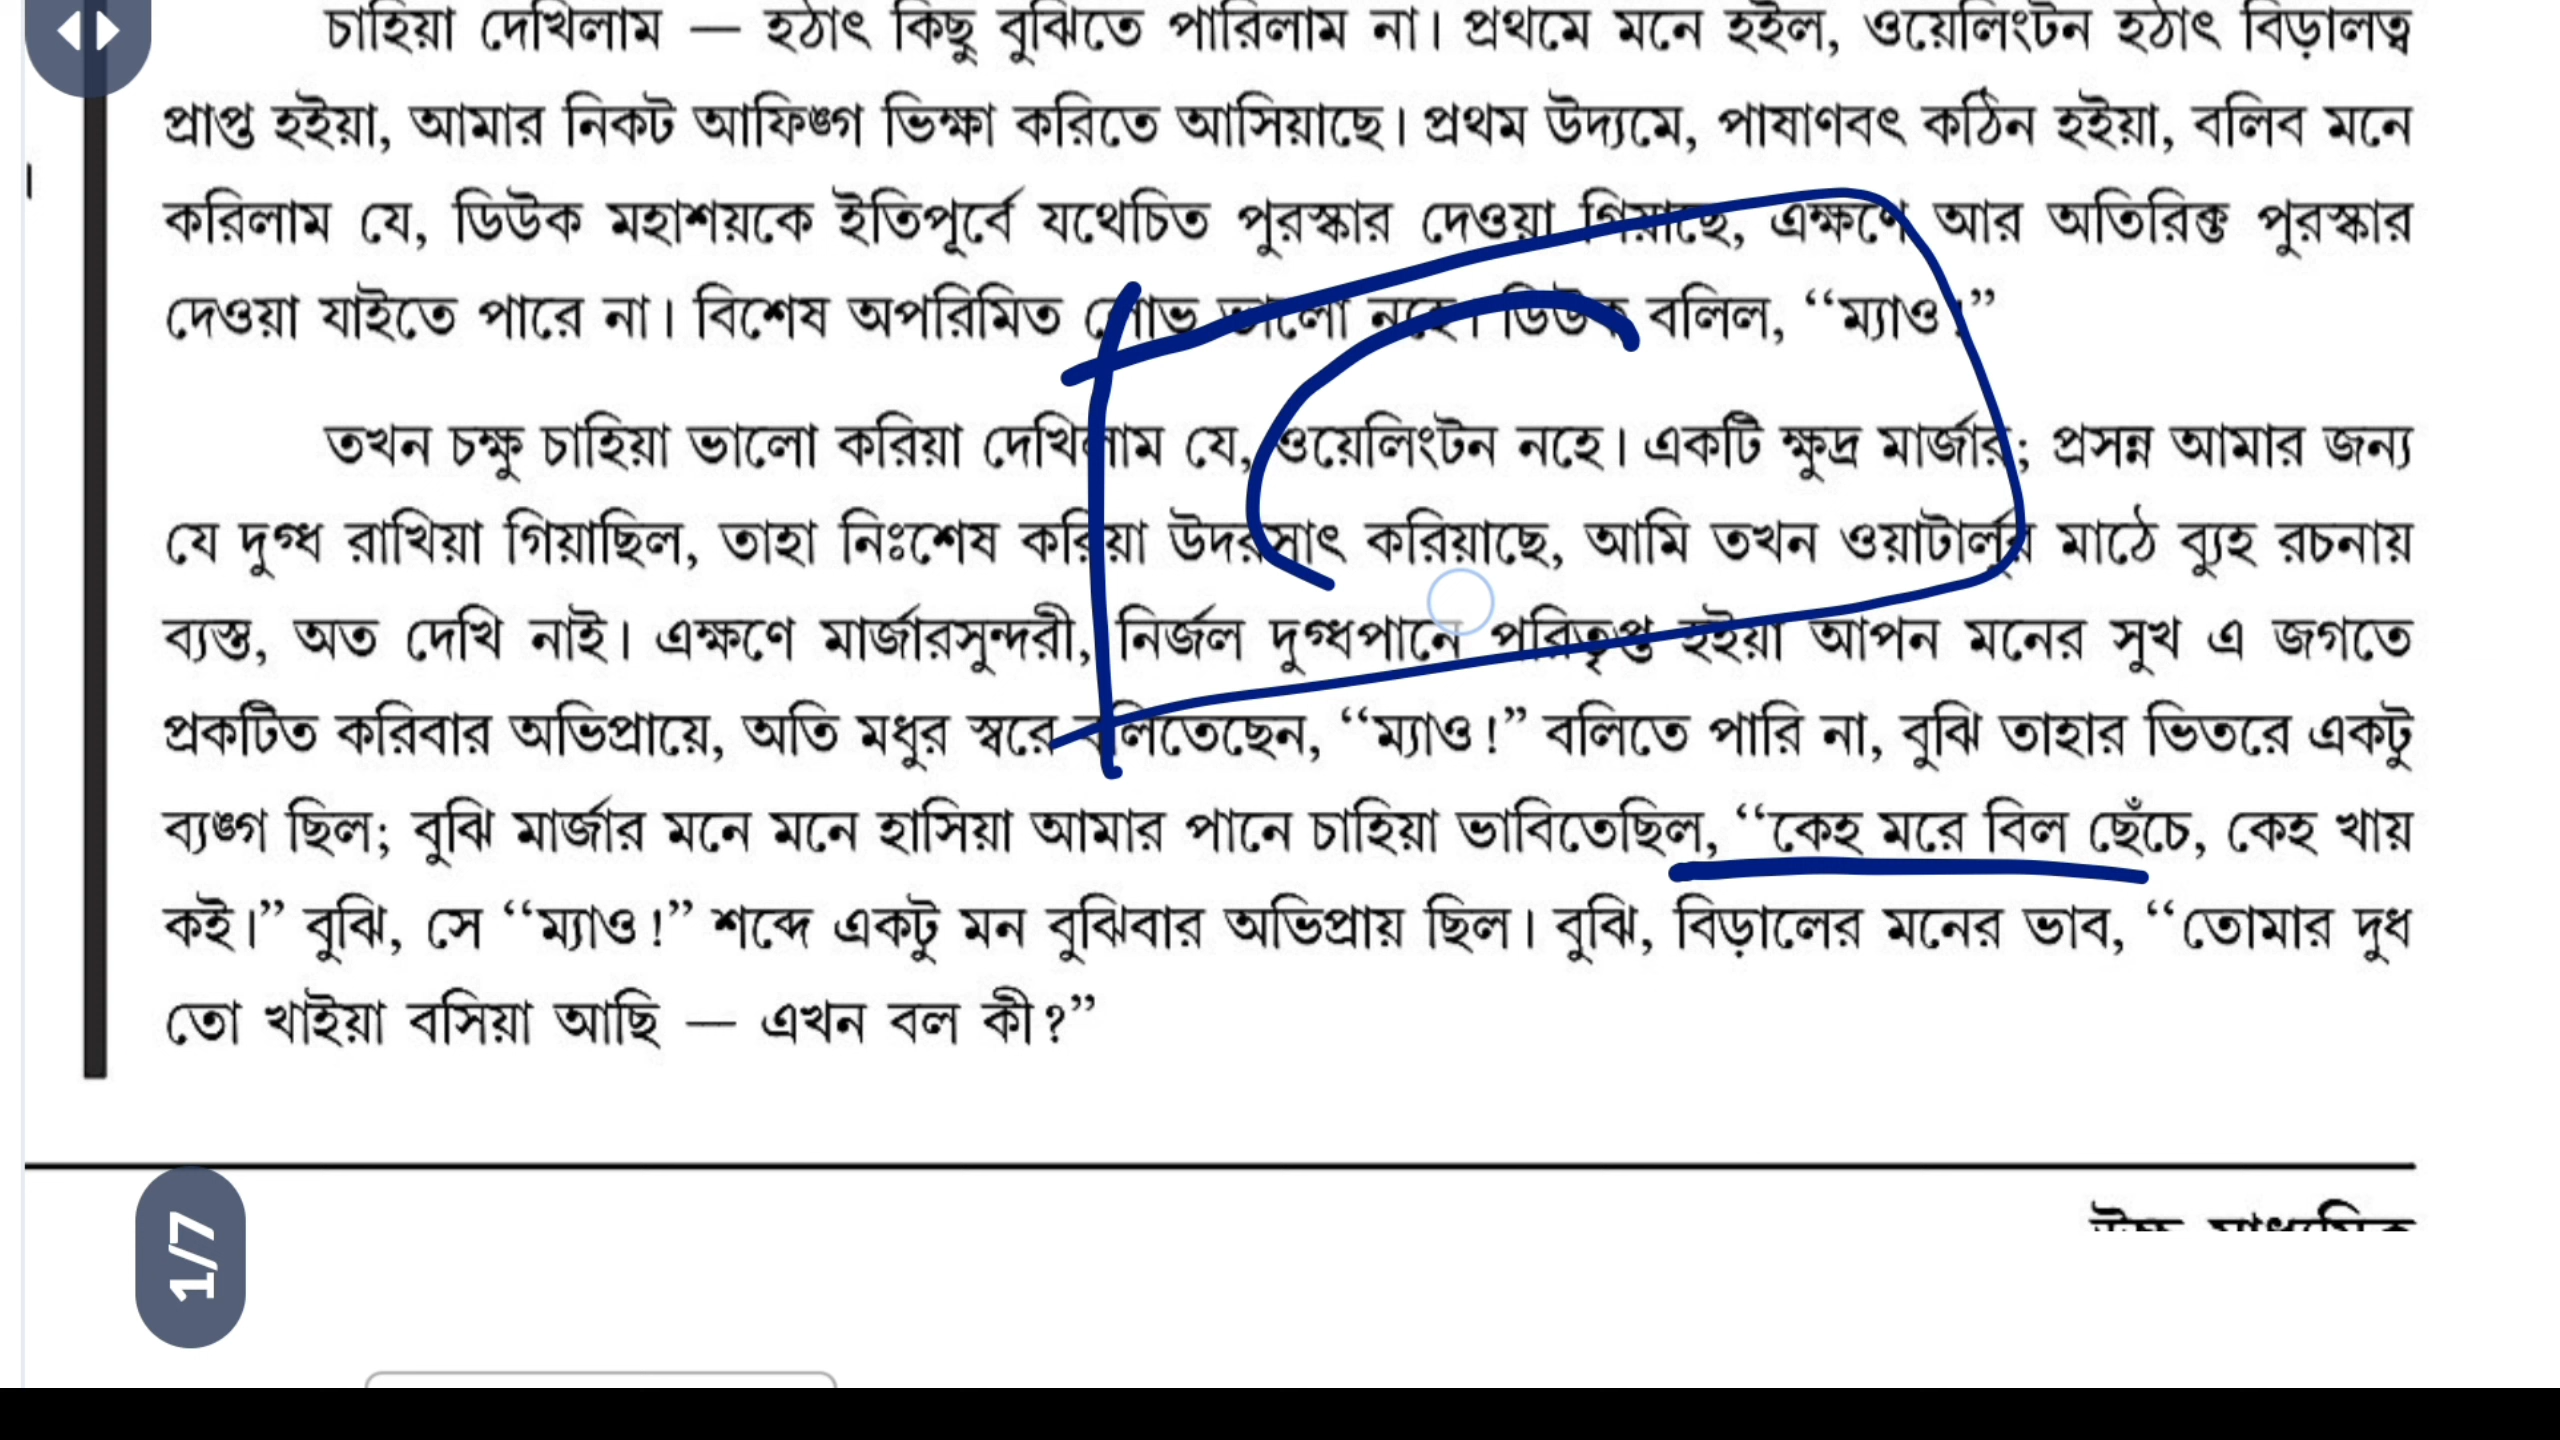 চাহিয়া দেখিলাম — হঠাৎ কিছু বুঝিতে পারিলাম না। প্রথমে মনে হইল, ওয়েলিংটন হঠাৎ বিড়ালত্ব
প্রাপ্ত হইয়া, আমার নিকট আফিঙ্গ ভিক্ষা করিতে আসিয়াছে। প্রথম উদ্যমে, পাষাণবৎ কঠিন হইয়া, বলিব মনে
করিলাম যে, ডিউক মহাশয়কে ইতিপূর্বে যথেচিত পুরস্কার দেওয়া গিয়াছে, এক্ষণে আর অতিরিক্ত পুরস্কার
দেওয়া যাইতে পারে না। বিশেষ অপরিমিত লোভ ভালো নহে। ডিউক বলিল, “ম্যাও!”
তখন চক্ষু চাহিয়া ভালো করিয়া দেখিলাম যে, ওয়েলিংটন নহে। একটি ক্ষুদ্র মার্জার; প্রসন্ন আমার জন্য
যে দুগ্ধ রাখিয়া গিয়াছিল, তাহা নিঃশেষ করিয়া উদরসাৎ করিয়াছে, আমি তখন ওয়াটার্লুর মাঠে ব্যুহ রচনায়
ব্যস্ত, অত দেখি নাই। এক্ষণে মার্জারসুন্দরী, নির্জল দুগ্ধপানে পরিতৃপ্ত হইয়া আপন মনের সুখ এ জগতে
প্রকটিত করিবার অভিপ্রায়ে, অতি মধুর স্বরে বলিতেছেন, “ম্যাও!” বলিতে পারি না, বুঝি তাহার ভিতরে একটু
ব্যঙ্গ ছিল; বুঝি মার্জার মনে মনে হাসিয়া আমার পানে চাহিয়া ভাবিতেছিল, “কেহ মরে বিল ছেঁচে, কেহ খায়
কই।” বুঝি, সে “ম্যাও!” শব্দে একটু মন বুঝিবার অভিপ্রায় ছিল। বুঝি, বিড়ালের মনের ভাব, “তোমার দুধ
তো খাইয়া বসিয়া আছি — এখন বল কী?”
1/7